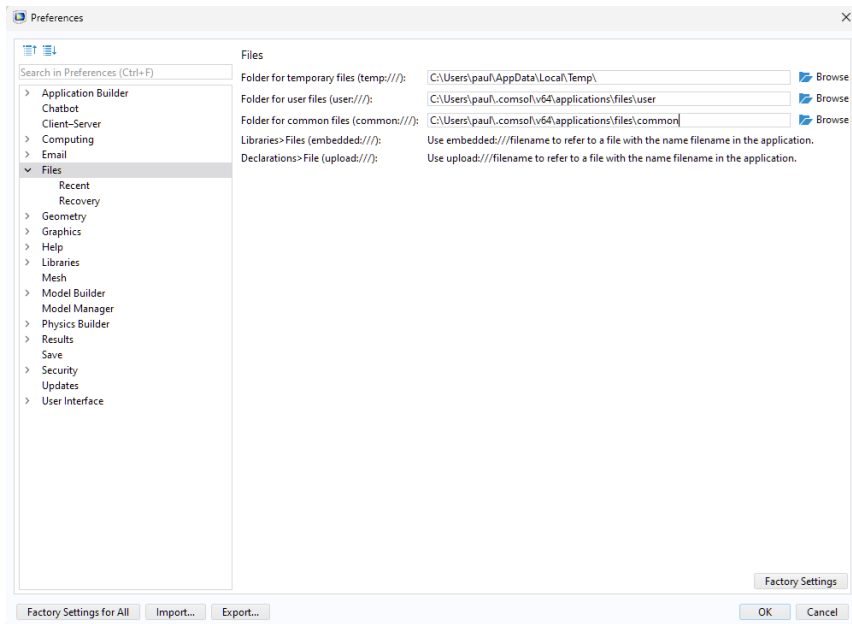 Preferences
Search in Preferences (Ctrl+F)
Application Builder
Chatbot
Client–Server
Computing
Email
Files
Recent
Recovery
Geometry
Graphics
Help
Libraries
Mesh
Model Builder
Model Manager
Physics Builder
Results
Save
Security
Updates
User Interface
Files
Folder for temporary files (temp:///): C:\Users\paul\AppData\Local\Temp\ Browse
Folder for user files (user:///): C:\Users\paul\.comsol\v64\applications\files\user Browse
Folder for common files (common:///): C:\Users\paul\.comsol\v64\applications\files\common Browse
Libraries>Files (embedded:///): Use embedded:///filename to refer to a file with the name filename in the application.
Declarations>File (upload:///): Use upload:///filename to refer to a file with the name filename in the application.
Factory Settings
Factory Settings for All Import... Export... OK Cancel